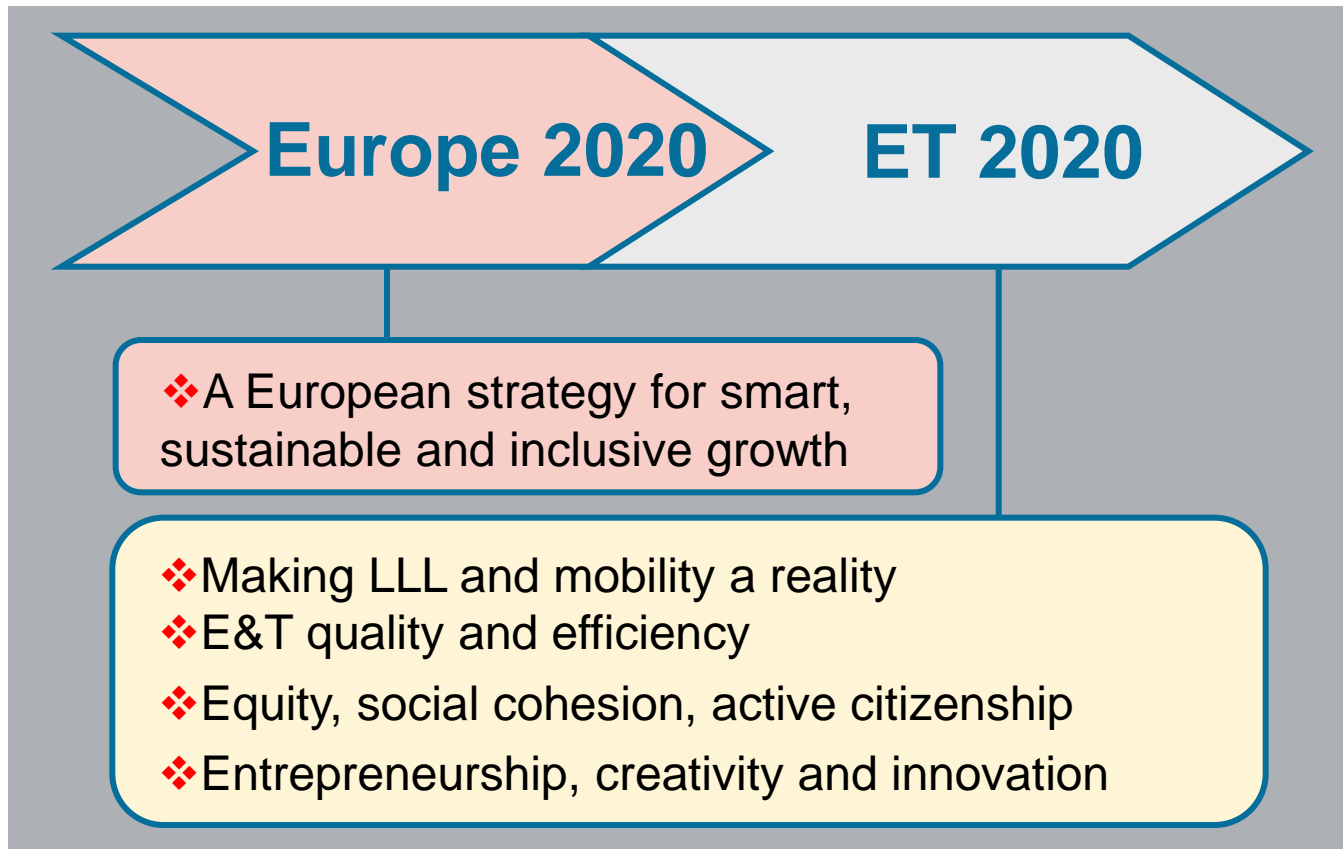 Europe 2020
ET 2020
❖A European strategy for smart,
sustainable and inclusive growth
❖Making LLL and mobility a reality
❖E&T quality and efficiency
❖Equity, social cohesion, active citizenship
❖Entrepreneurship, creativity and innovation